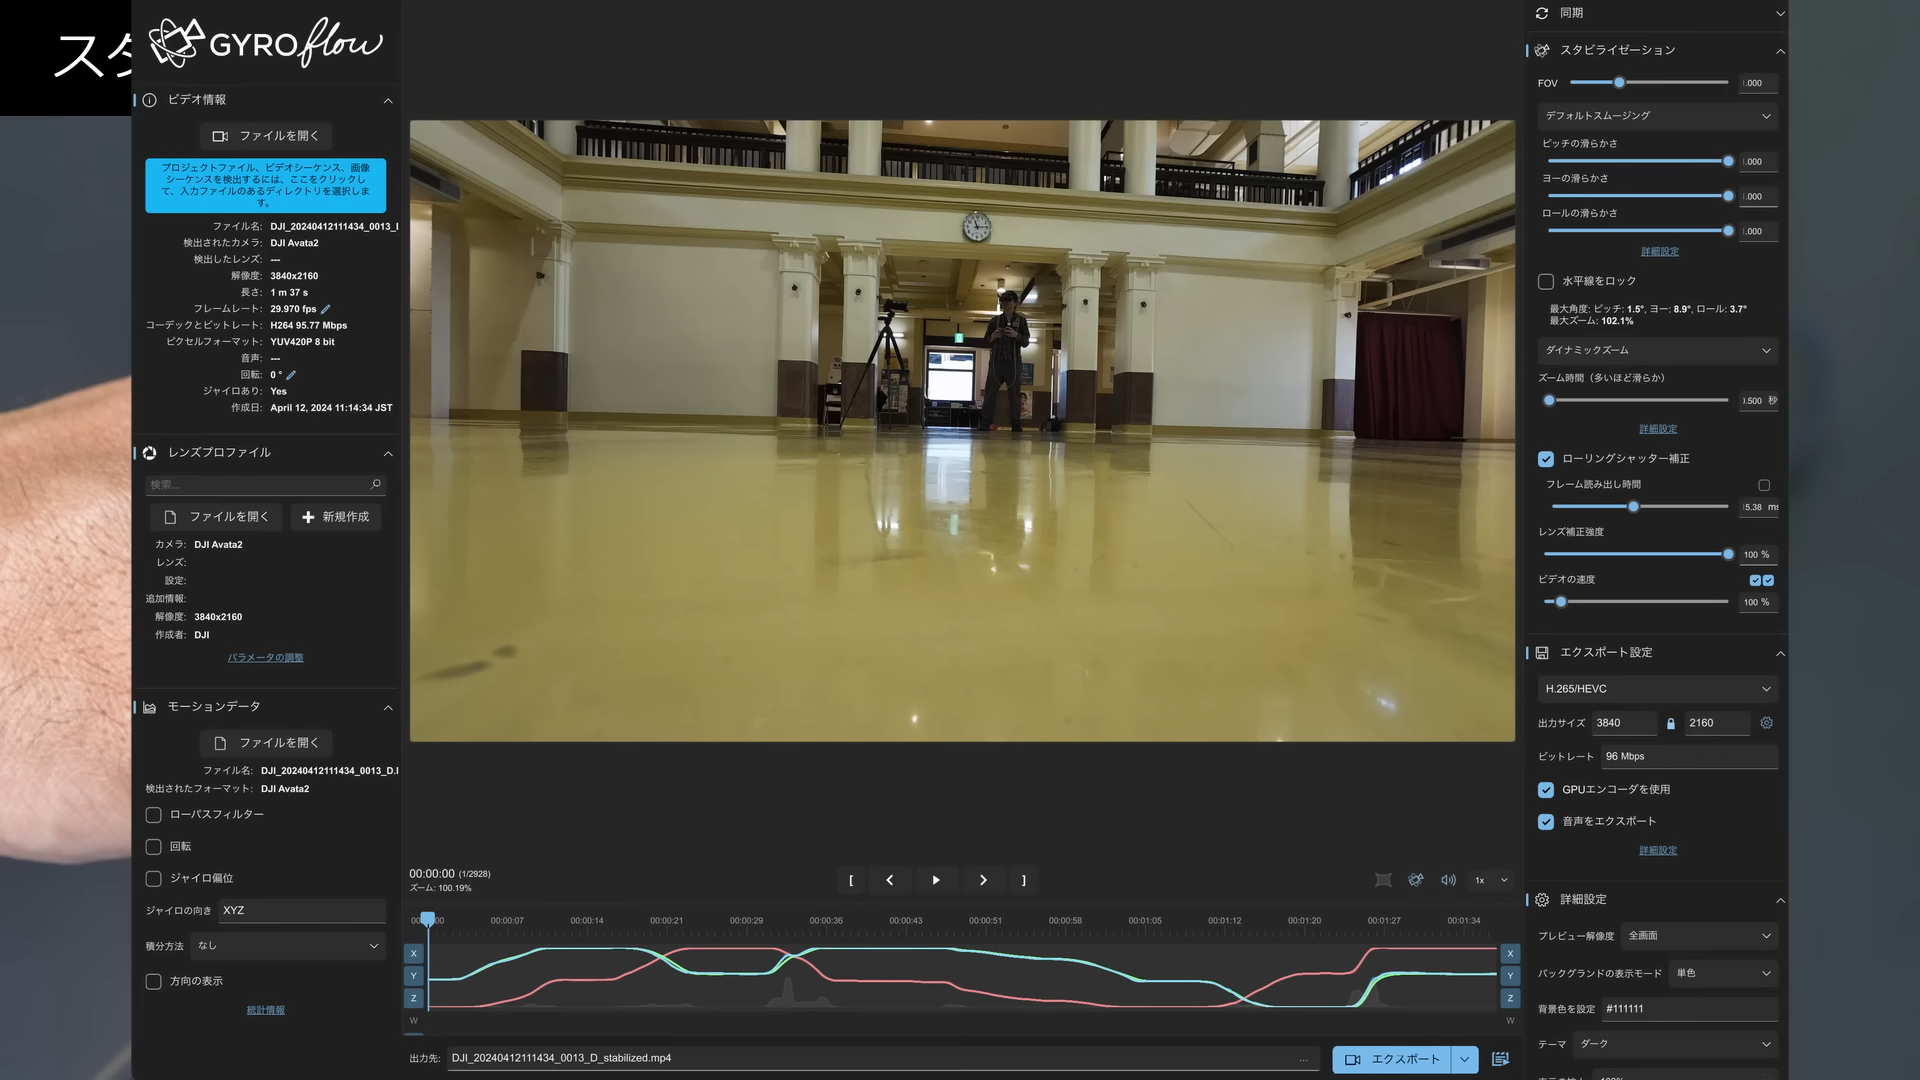 スタ
GYROflow
ビデオ情報
ファイルを開く
プロジェクトファイル、ビデオシーケンス、画像
シーケンスを検出するには、ここをクリックし
て、入力ファイルのあるディレクトリを選択しま
す。
ファイル名: DJI_20240412111434_0013_
検出されたカメラ: DJI Avata2
検出したレンズ: ---
解像度: 3840x2160
長さ: 1 m 37 s
フレームレート: 29.970 fps
コーデックとビットレート: H264 95.77 Mbps
ピクセルフォーマット: YUV420P 8 bit
音声: ---
回転: 0 °
ジャイロあり: Yes
作成日: April 12, 2024 11:14:34 JST
レンズプロファイル
検索...
ファイルを開く 新規作成
カメラ: DJI Avata2
レンズ:
設定:
追加情報:
解像度: 3840x2160
作成者: DJI
パラメータの調整
モーションデータ
ファイルを開く
ファイル名: DJI_20240412111434_0013_D.
検出されたフォーマット: DJI Avata2
ローパスフィルター
回転
ジャイロ偏位
ジャイロの向き XYZ
積分方法 なし
方向の表示
統計情報
00:00:00 (1/2928)
ズーム: 100.19%
[ ]
1x
00:00:07 00:00:14 00:00:21 00:00:29 00:00:36 00:00:43 00:00:51 00:00:58 00:01:05 00:01:12 00:01:20 00:01:27 00:01:34
X X
Y Y
Z Z
W W
出力先: DJI_20240412111434_0013_D_stabilized.mp4 ...
エクスポート
同期
スタビライゼーション
FOV .000
デフォルトスムージング
ピッチの滑らかさ
.000
ヨーの滑らかさ
.000
ロールの滑らかさ
.000
詳細設定
水平線をロック
最大角度: ピッチ: 1.5°, ヨー: 8.9°, ロール: 3.7°
最大ズーム: 102.1%
ダイナミックズーム
ズーム時間（多いほど滑らか）
.500 秒
詳細設定
ローリングシャッター補正
フレーム読み出し時間
5.38 ms
レンズ補正強度
100 %
ビデオの速度
100 %
エクスポート設定
H.265/HEVC
出力サイズ 3840 2160
ビットレート 96 Mbps
GPUエンコーダを使用
音声をエクスポート
詳細設定
詳細設定
プレビュー解像度 全画面
バックグランドの表示モード 単色
背景色を設定 #111111
テーマ ダーク